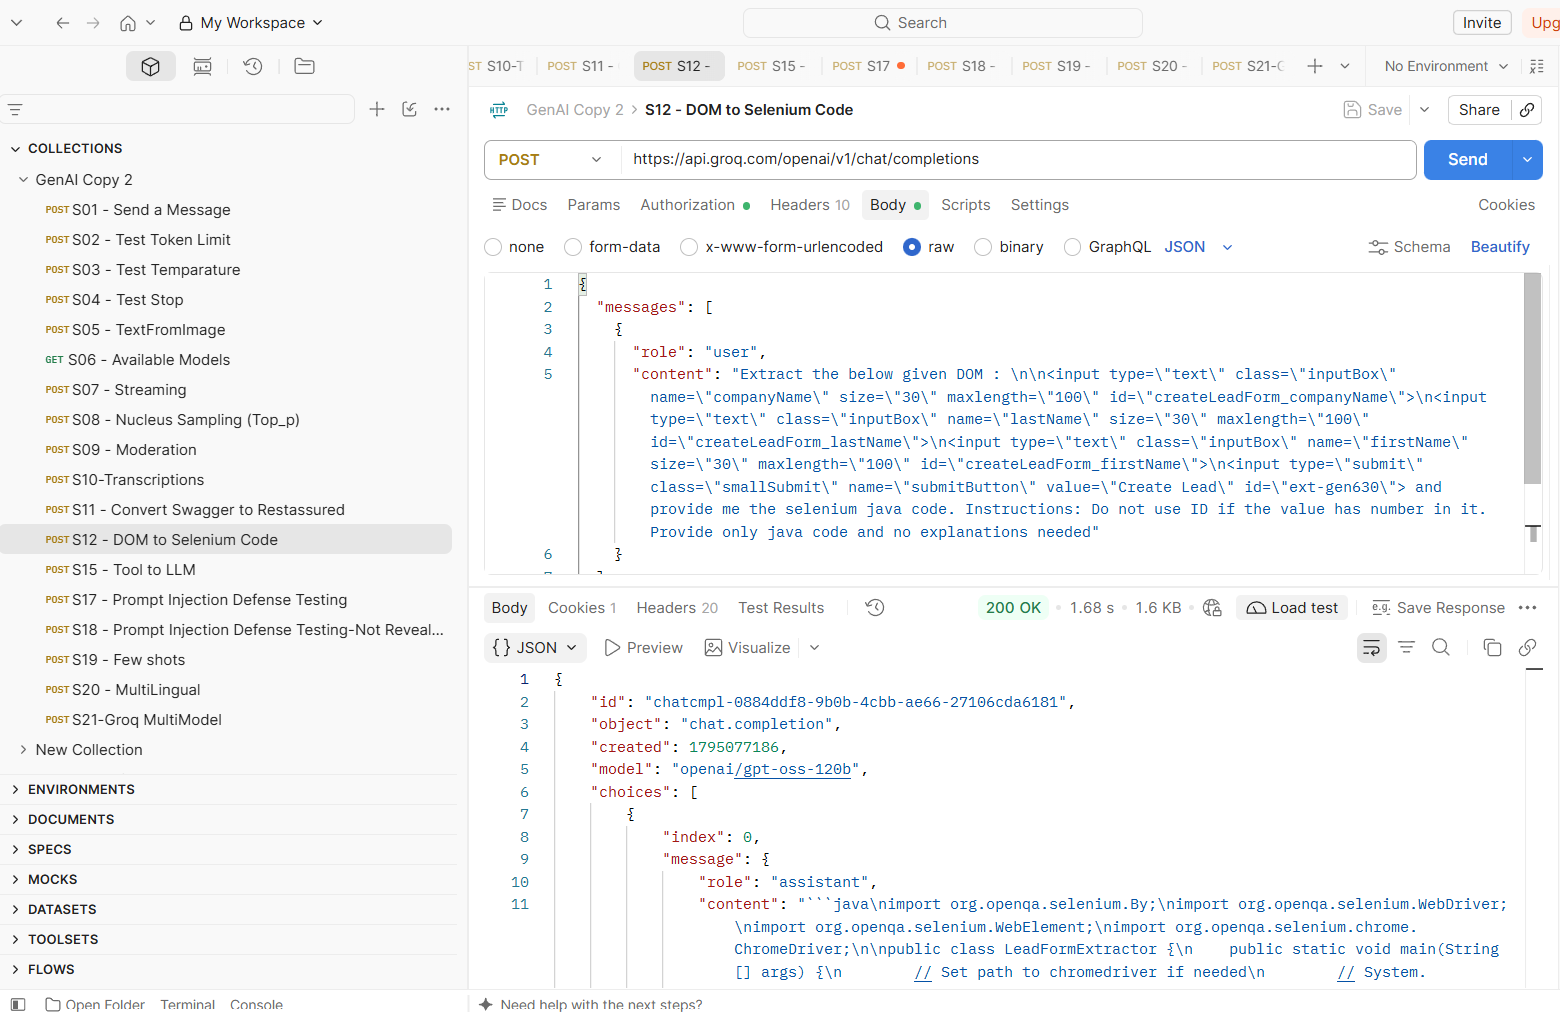 My Workspace
Search
Invite
Upg
ST S10-T
POST S11 -
POST S12 -
POST S15 -
POST S17
POST S18 -
POST S19 -
POST S20 -
POST S21-G
No Environment
GenAI Copy 2 > S12 - DOM to Selenium Code
Save
Share
COLLECTIONS
GenAI Copy 2
POST S01 - Send a Message
POST S02 - Test Token Limit
POST S03 - Test Temparature
POST S04 - Test Stop
POST S05 - TextFromImage
GET S06 - Available Models
POST S07 - Streaming
POST S08 - Nucleus Sampling (Top_p)
POST S09 - Moderation
POST S10-Transcriptions
POST S11 - Convert Swagger to Restassured
POST S12 - DOM to Selenium Code
POST S15 - Tool to LLM
POST S17 - Prompt Injection Defense Testing
POST S18 - Prompt Injection Defense Testing-Not Reveal...
POST S19 - Few shots
POST S20 - MultiLingual
POST S21-Groq MultiModel
New Collection
ENVIRONMENTS
DOCUMENTS
SPECS
MOCKS
DATASETS
TOOLSETS
FLOWS
Open Folder Terminal Console
HTTP
POST
https://api.groq.com/openai/v1/chat/completions
Send
Docs Params Authorization Headers 10 Body Scripts Settings Cookies
none form-data x-www-form-urlencoded raw binary GraphQL JSON Schema Beautify
1 {
2 "messages": [
3 {
4 "role": "user",
5 "content": "Extract the below given DOM : \n\n<input type=\"text\" class=\"inputBox\"
name=\"companyName\" size=\"30\" maxlength=\"100\" id=\"createLeadForm_companyName\">\n<input
type=\"text\" class=\"inputBox\" name=\"lastName\" size=\"30\" maxlength=\"100\"
id=\"createLeadForm_lastName\">\n<input type=\"text\" class=\"inputBox\" name=\"firstName\"
size=\"30\" maxlength=\"100\" id=\"createLeadForm_firstName\">\n<input type=\"submit\"
class=\"smallSubmit\" name=\"submitButton\" value=\"Create Lead\" id=\"ext-gen630\"> and
provide me the selenium java code. Instructions: Do not use ID if the value has number in it.
Provide only java code and no explanations needed"
6 }
Body Cookies 1 Headers 20 Test Results
200 OK • 1.68 s • 1.6 KB •
Load test
e.g. Save Response
{} JSON Preview Visualize
1 {
2 "id": "chatcmpl-0884ddf8-9b0b-4cbb-ae66-27106cda6181",
3 "object": "chat.completion",
4 "created": 1795077186,
5 "model": "openai/gpt-oss-120b",
6 "choices": [
7 {
8 "index": 0,
9 "message": {
10 "role": "assistant",
11 "content": "```java\nimport org.openqa.selenium.By;\nimport org.openqa.selenium.WebDriver;
\nimport org.openqa.selenium.WebElement;\nimport org.openqa.selenium.chrome.
ChromeDriver;\n\npublic class LeadFormExtractor {\n    public static void main(String
[] args) {\n        // Set path to chromedriver if needed\n        // System.
Need help with the next steps?